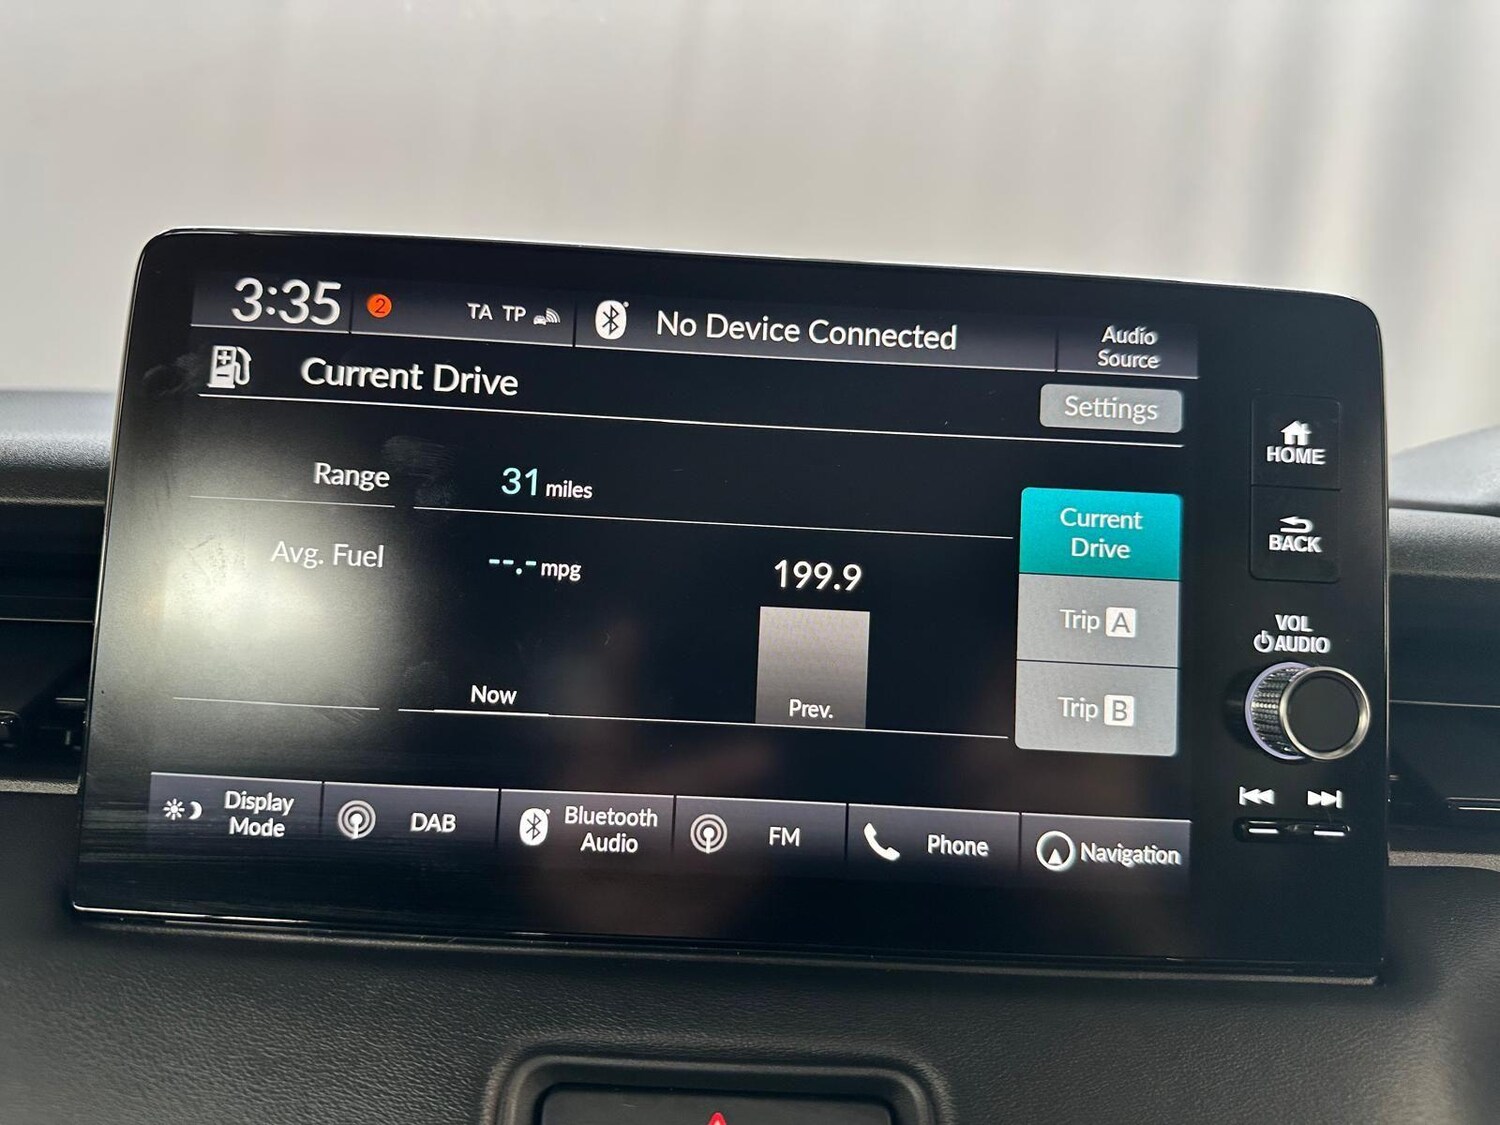 3:35 2 TA TP No Device Connected Audio
Source
Current Drive
Settings
Range 31 miles
Avg. Fuel --.- mpg 199.9
Now Prev.
Current
Drive
Trip A
Trip B
HOME
BACK
VOL
AUDIO
Display
Mode
DAB
Bluetooth
Audio
FM
Phone
Navigation